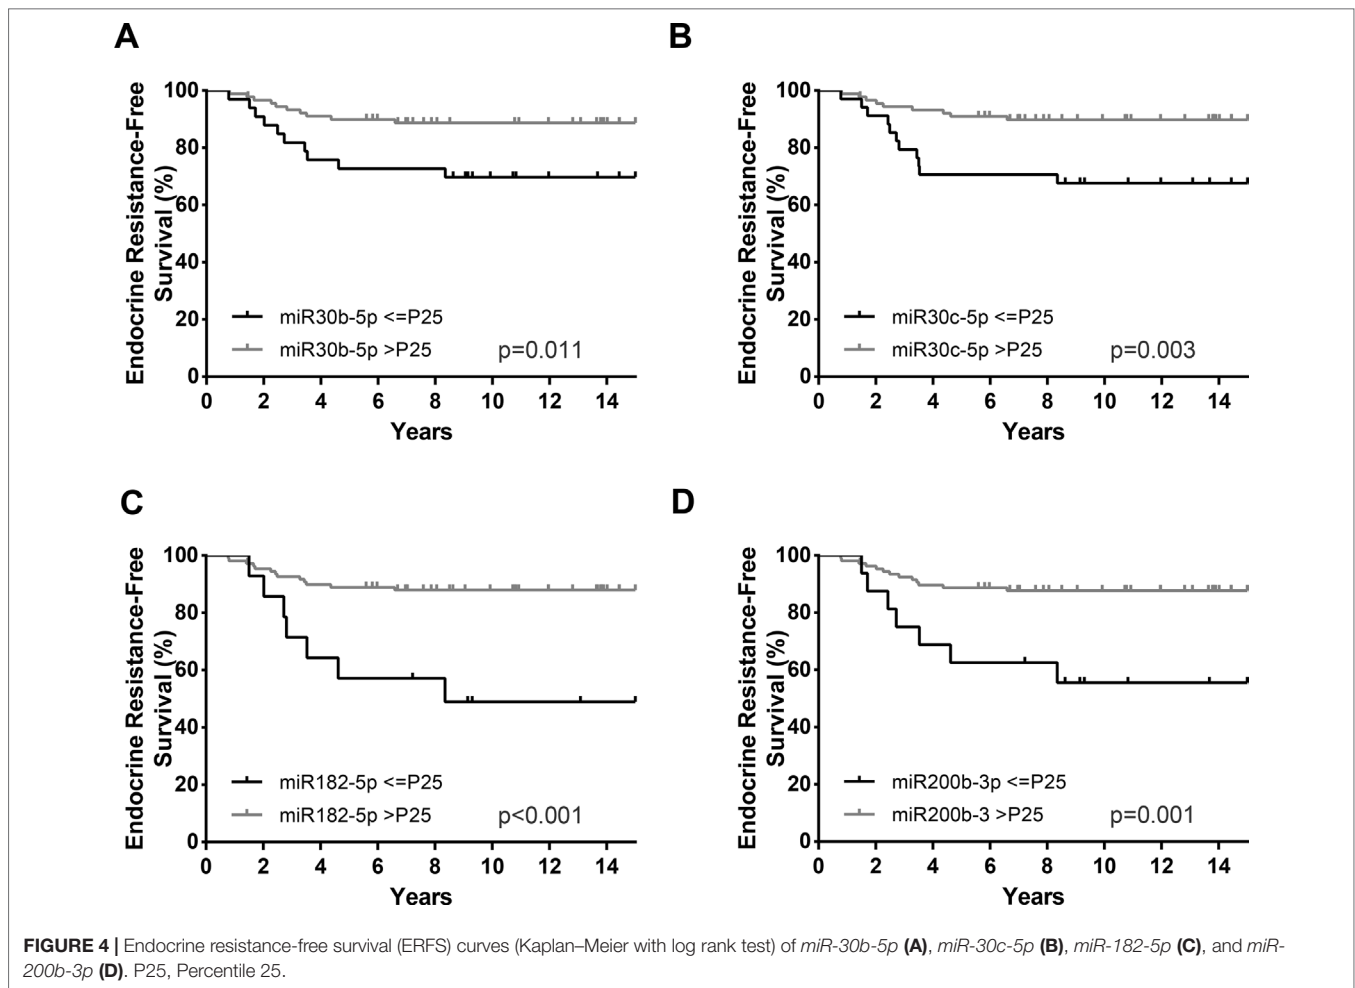 A
Endocrine Resistance-Free
Survival (%)
100
80
60
40
20
0
miR30b-5p <=P25
miR30b-5p >P25
p=0.011
0 2 4 6 8 10 12 14
Years
B
Endocrine Resistance-Free
Survival (%)
100
80
60
40
20
0
miR30c-5p <=P25
miR30c-5p >P25
p=0.003
0 2 4 6 8 10 12 14
Years
C
Endocrine Resistance-Free
Survival (%)
100
80
60
40
20
0
miR182-5p <=P25
miR182-5p >P25
p<0.001
0 2 4 6 8 10 12 14
Years
D
Endocrine Resistance-Free
Survival (%)
100
80
60
40
20
0
miR200b-3p <=P25
miR200b-3 >P25
p=0.001
0 2 4 6 8 10 12 14
Years
FIGURE 4 | Endocrine resistance-free survival (ERFS) curves (Kaplan–Meier with log rank test) of miR-30b-5p (A), miR-30c-5p (B), miR-182-5p (C), and miR-
200b-3p (D). P25, Percentile 25.